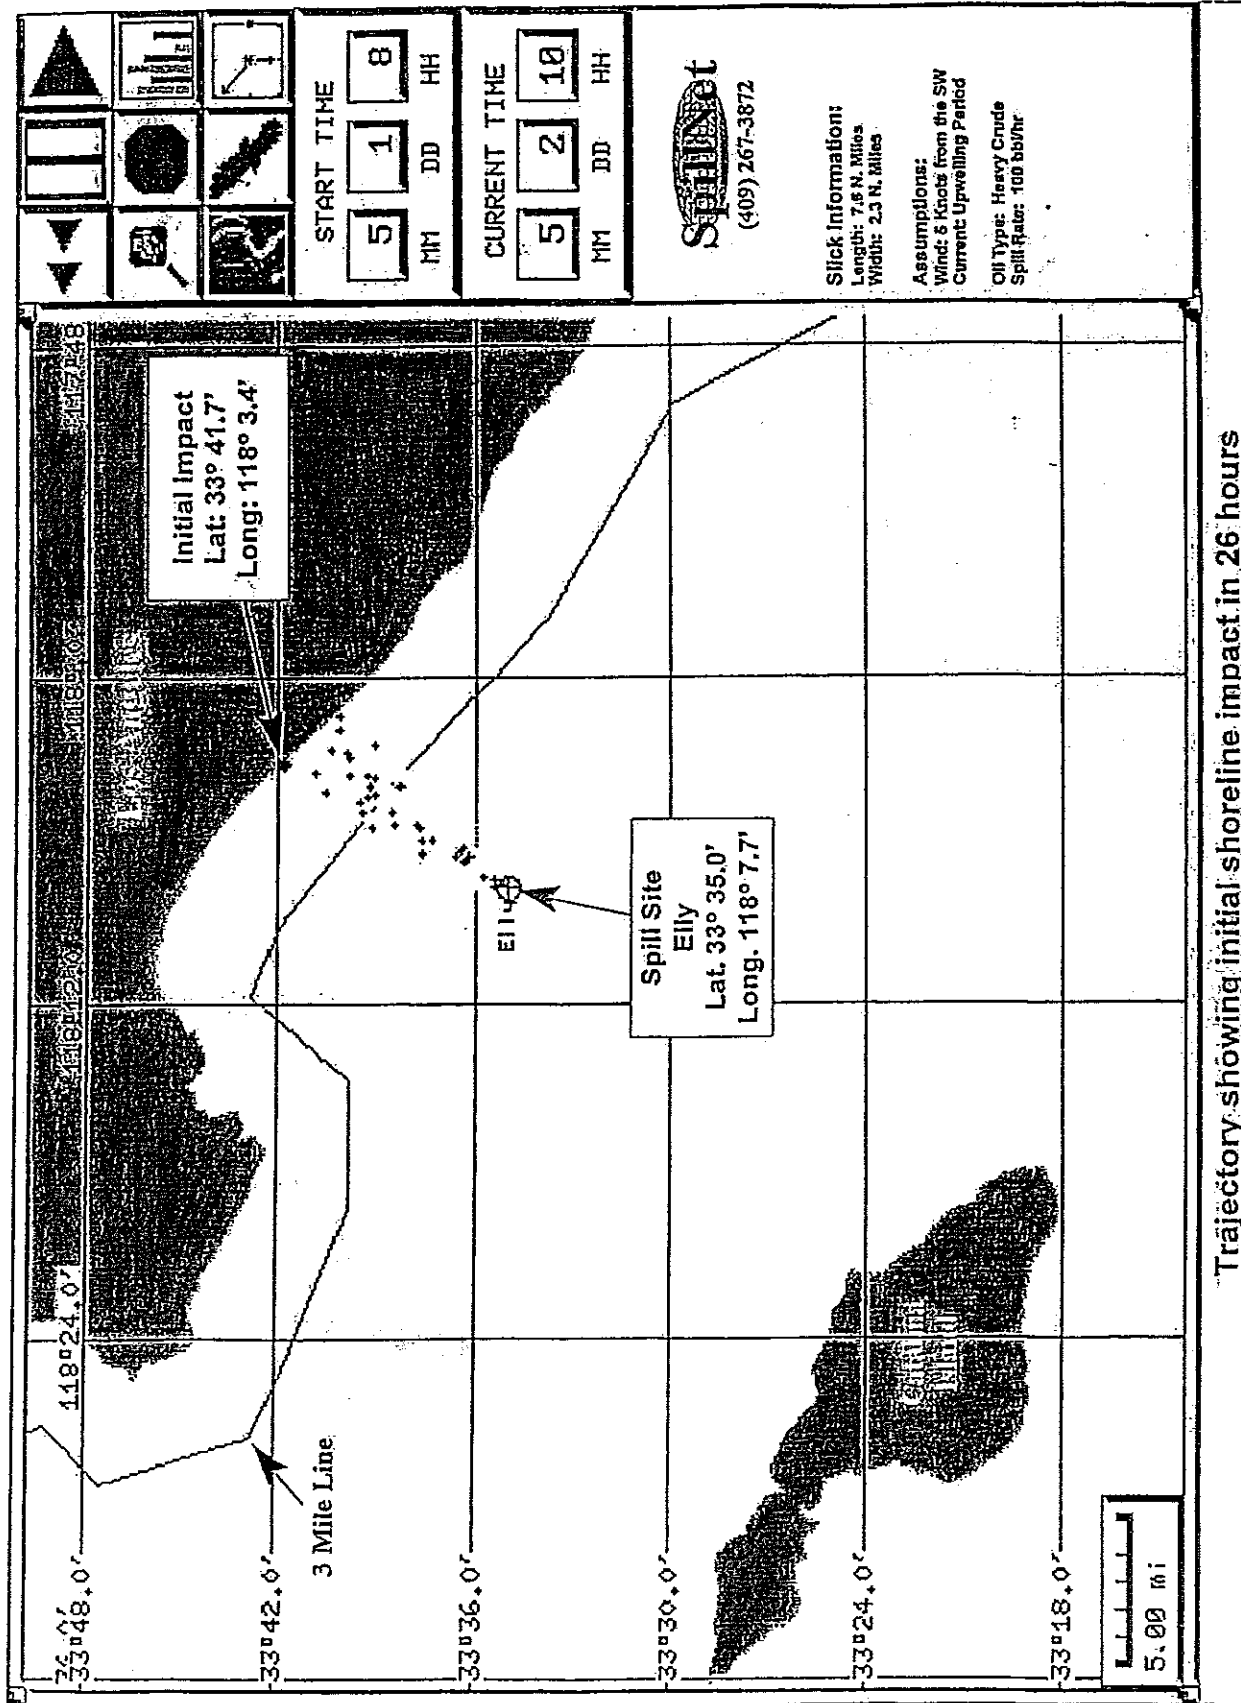 33°48.0'
33°42.0'
33°36.0'
33°30.0'
33°24.0'
33°18.0'
118°24.0'
118°12.0'
3 Mile Line
5.00 mi
Initial Impact
Lat: 33° 41.7'
Long: 118° 3.4'
Elly
Spill Site
Elly
Lat. 33° 35.0'
Long. 118° 7.7'
START TIME
5 1 8
MM DD HH
CURRENT TIME
5 2 10
MM DD HH
SpillNet
(409) 267-3872
Slick Information:
Length: 7.6 N. Miles
Width: 2.3 N. Miles
Assumptions:
Wind: 5 Knots from the SW
Current: Upwelling Period
Oil Type: Heavy Crude
Spill Rate: 100 bbl/hr
Trajectory showing initial shoreline impact in 26 hours